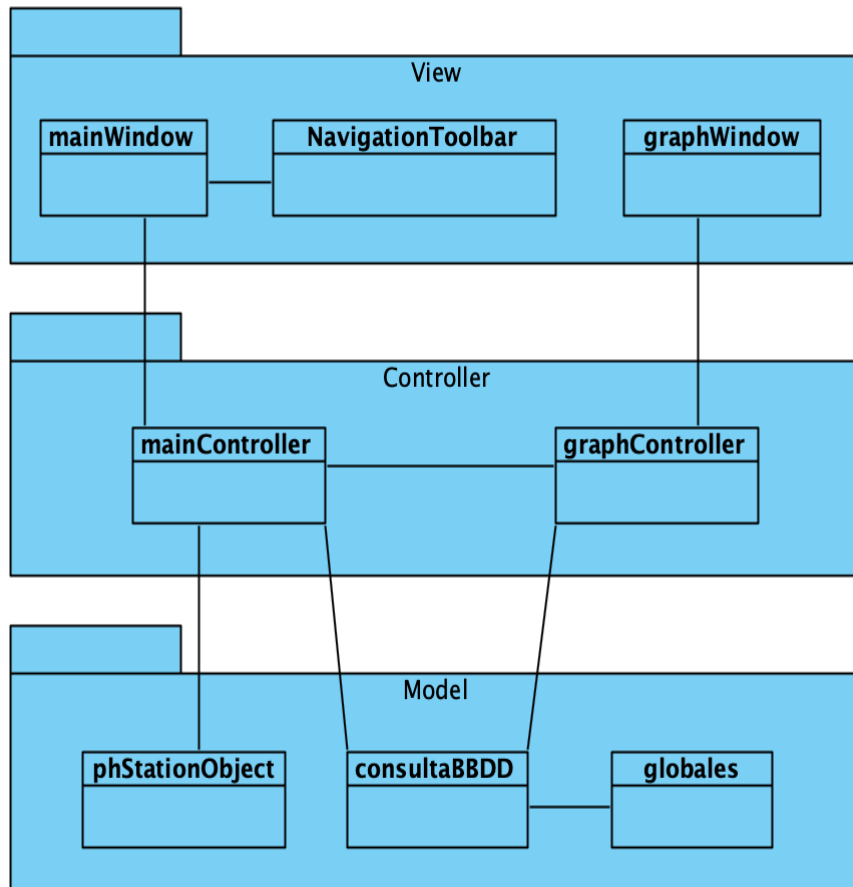 View
mainWindow
NavigationToolbar
graphWindow
Controller
mainController
graphController
Model
phStationObject
consultaBBDD
globales